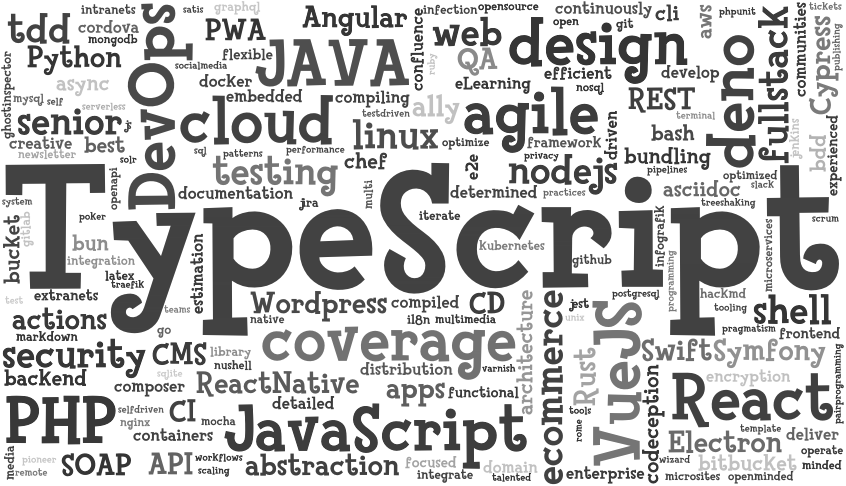 tdd
intranets
cordova
mongodb
Python
async
DevOps
satis
graphql
PWA
flexible
socialmedia
docker
JAVA
Angular
confluence
infection
opensource
web
QA
ruby
eLearning
continuously
open
git
cli
design
efficient
nosql
develop
aws
phpunit
deno
fullstack
communities
tickets
publishing
Cypress
ghostinspector
mysql
self
serverless
senior
js
creative
best
newsletter
solr
embedded
compiling
testdriven
cloud
sql
patterns
performance
linux
ally
agile
optimize
framework
e2e
privacy
driven
REST
terminal
bash
bundling
pipelines
jenkins
bdd
experienced
testing
chef
documentation
jira
multi
nodejs
determined
practices
asciidoc
optimized
slack
treeshaking
scrum
system
openapi
poker
TypeScript
iterate
Kubernetes
github
infografik
programming
microservices
bucket
gitlab
bun
integration
latex
traefik
estimation
test
extranets
teams
actions
markdown
go
Wordpress
native
compiled
CD
i18n
multimedia
jest
postgresql
unix
hackmd
tooling
pragmatism
shell
frontend
security
CMS
library
nushell
sqlite
coverage
distribution
varnish
architecture
ecommerce
Rust
VueJS
Swift
Symfony
encryption
pairprogramming
backend
composer
ReactNative
detailed
apps
functional
PHP
selfdriven
nginx
CI
mocha
containers
JavaScript
tools
rome
codeception
React
template
Electron
deliver
operate
media
pioneer
remote
SOAP
API
workflows
scaling
abstraction
focused
integrate
domain
talented
enterprise
wizard
bitbucket
minded
microsites
openminded